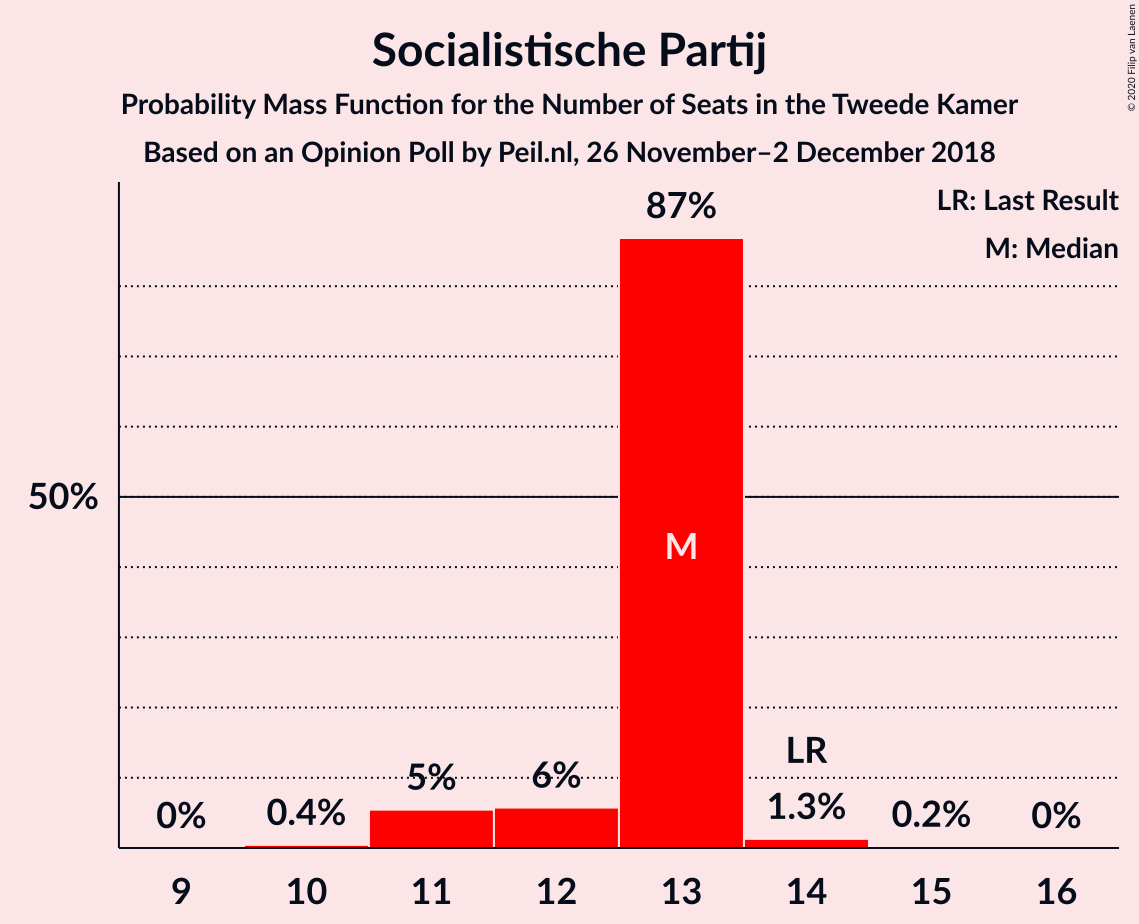 Socialistische Partij
Probability Mass Function for the Number of Seats in the Tweede Kamer
Based on an Opinion Poll by Peil.nl, 26 November–2 December 2018
© 2020 Filip van Laenen
LR: Last Result
M: Median
87%
50%
M
LR
0%
0.4%
5%
6%
1.3%
0.2%
0%
9 10 11 12 13 14 15 16